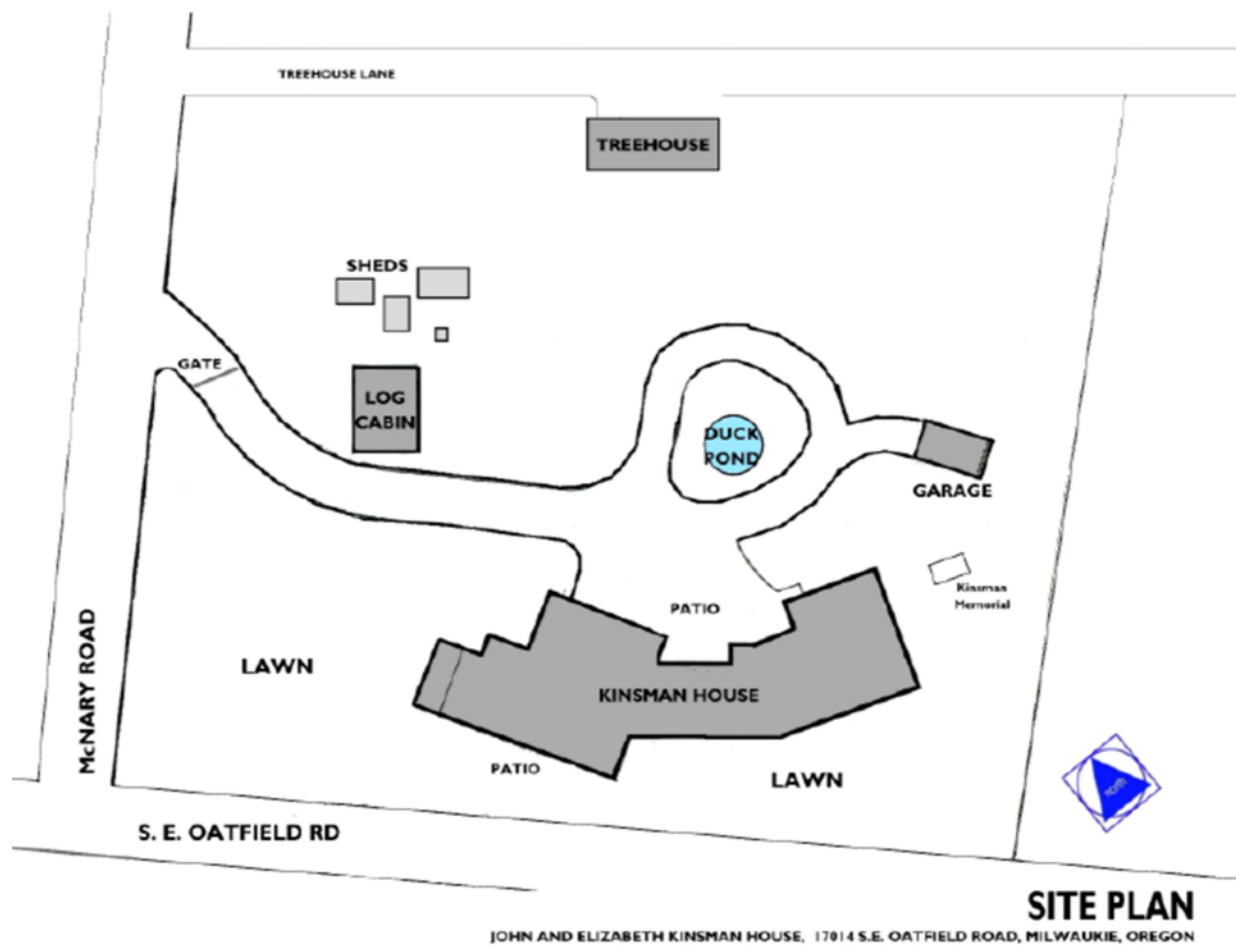 TREEHOUSE LANE
TREEHOUSE
SHEDS
GATE
LOG
CABIN
DUCK
POND
GARAGE
Kinsman
Memorial
PATIO
McNARY ROAD
LAWN
KINSMAN HOUSE
PATIO
LAWN
north
S. E. OATFIELD RD
SITE PLAN
JOHN AND ELIZABETH KINSMAN HOUSE, 17014 S.E. OATFIELD ROAD, MILWAUKIE, OREGON